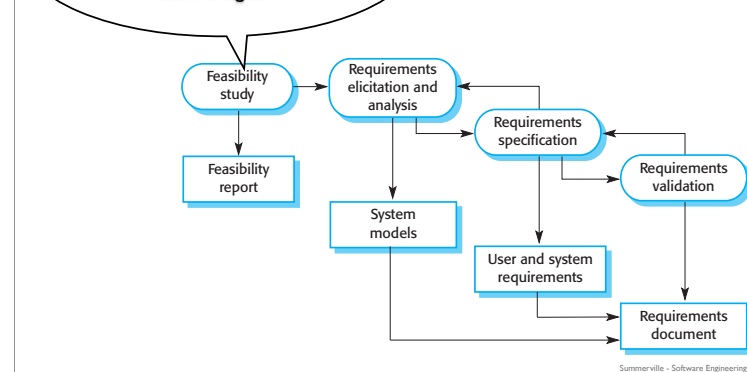 Feasibility
study
Requirements
elicitation and
analysis
Requirements
specification
Requirements
validation
Feasibility
report
System
models
User and system
requirements
Requirements
document
Summerville - Software Engineering